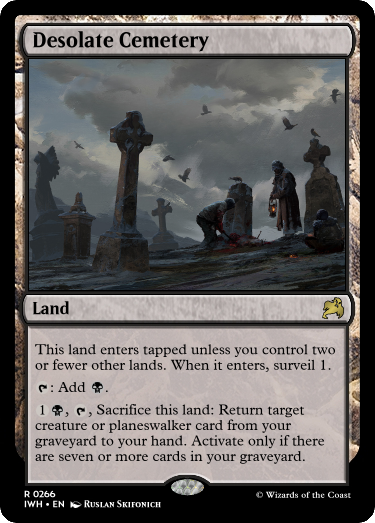 Desolate Cemetery
Land
This land enters tapped unless you control two
or fewer other lands. When it enters, surveil 1.
: Add .
1 , , Sacrifice this land: Return target
creature or planeswalker card from your
graveyard to your hand. Activate only if there
are seven or more cards in your graveyard.
R 0266
IWH • EN Ruslan Skifonich
© Wizards of the Coast